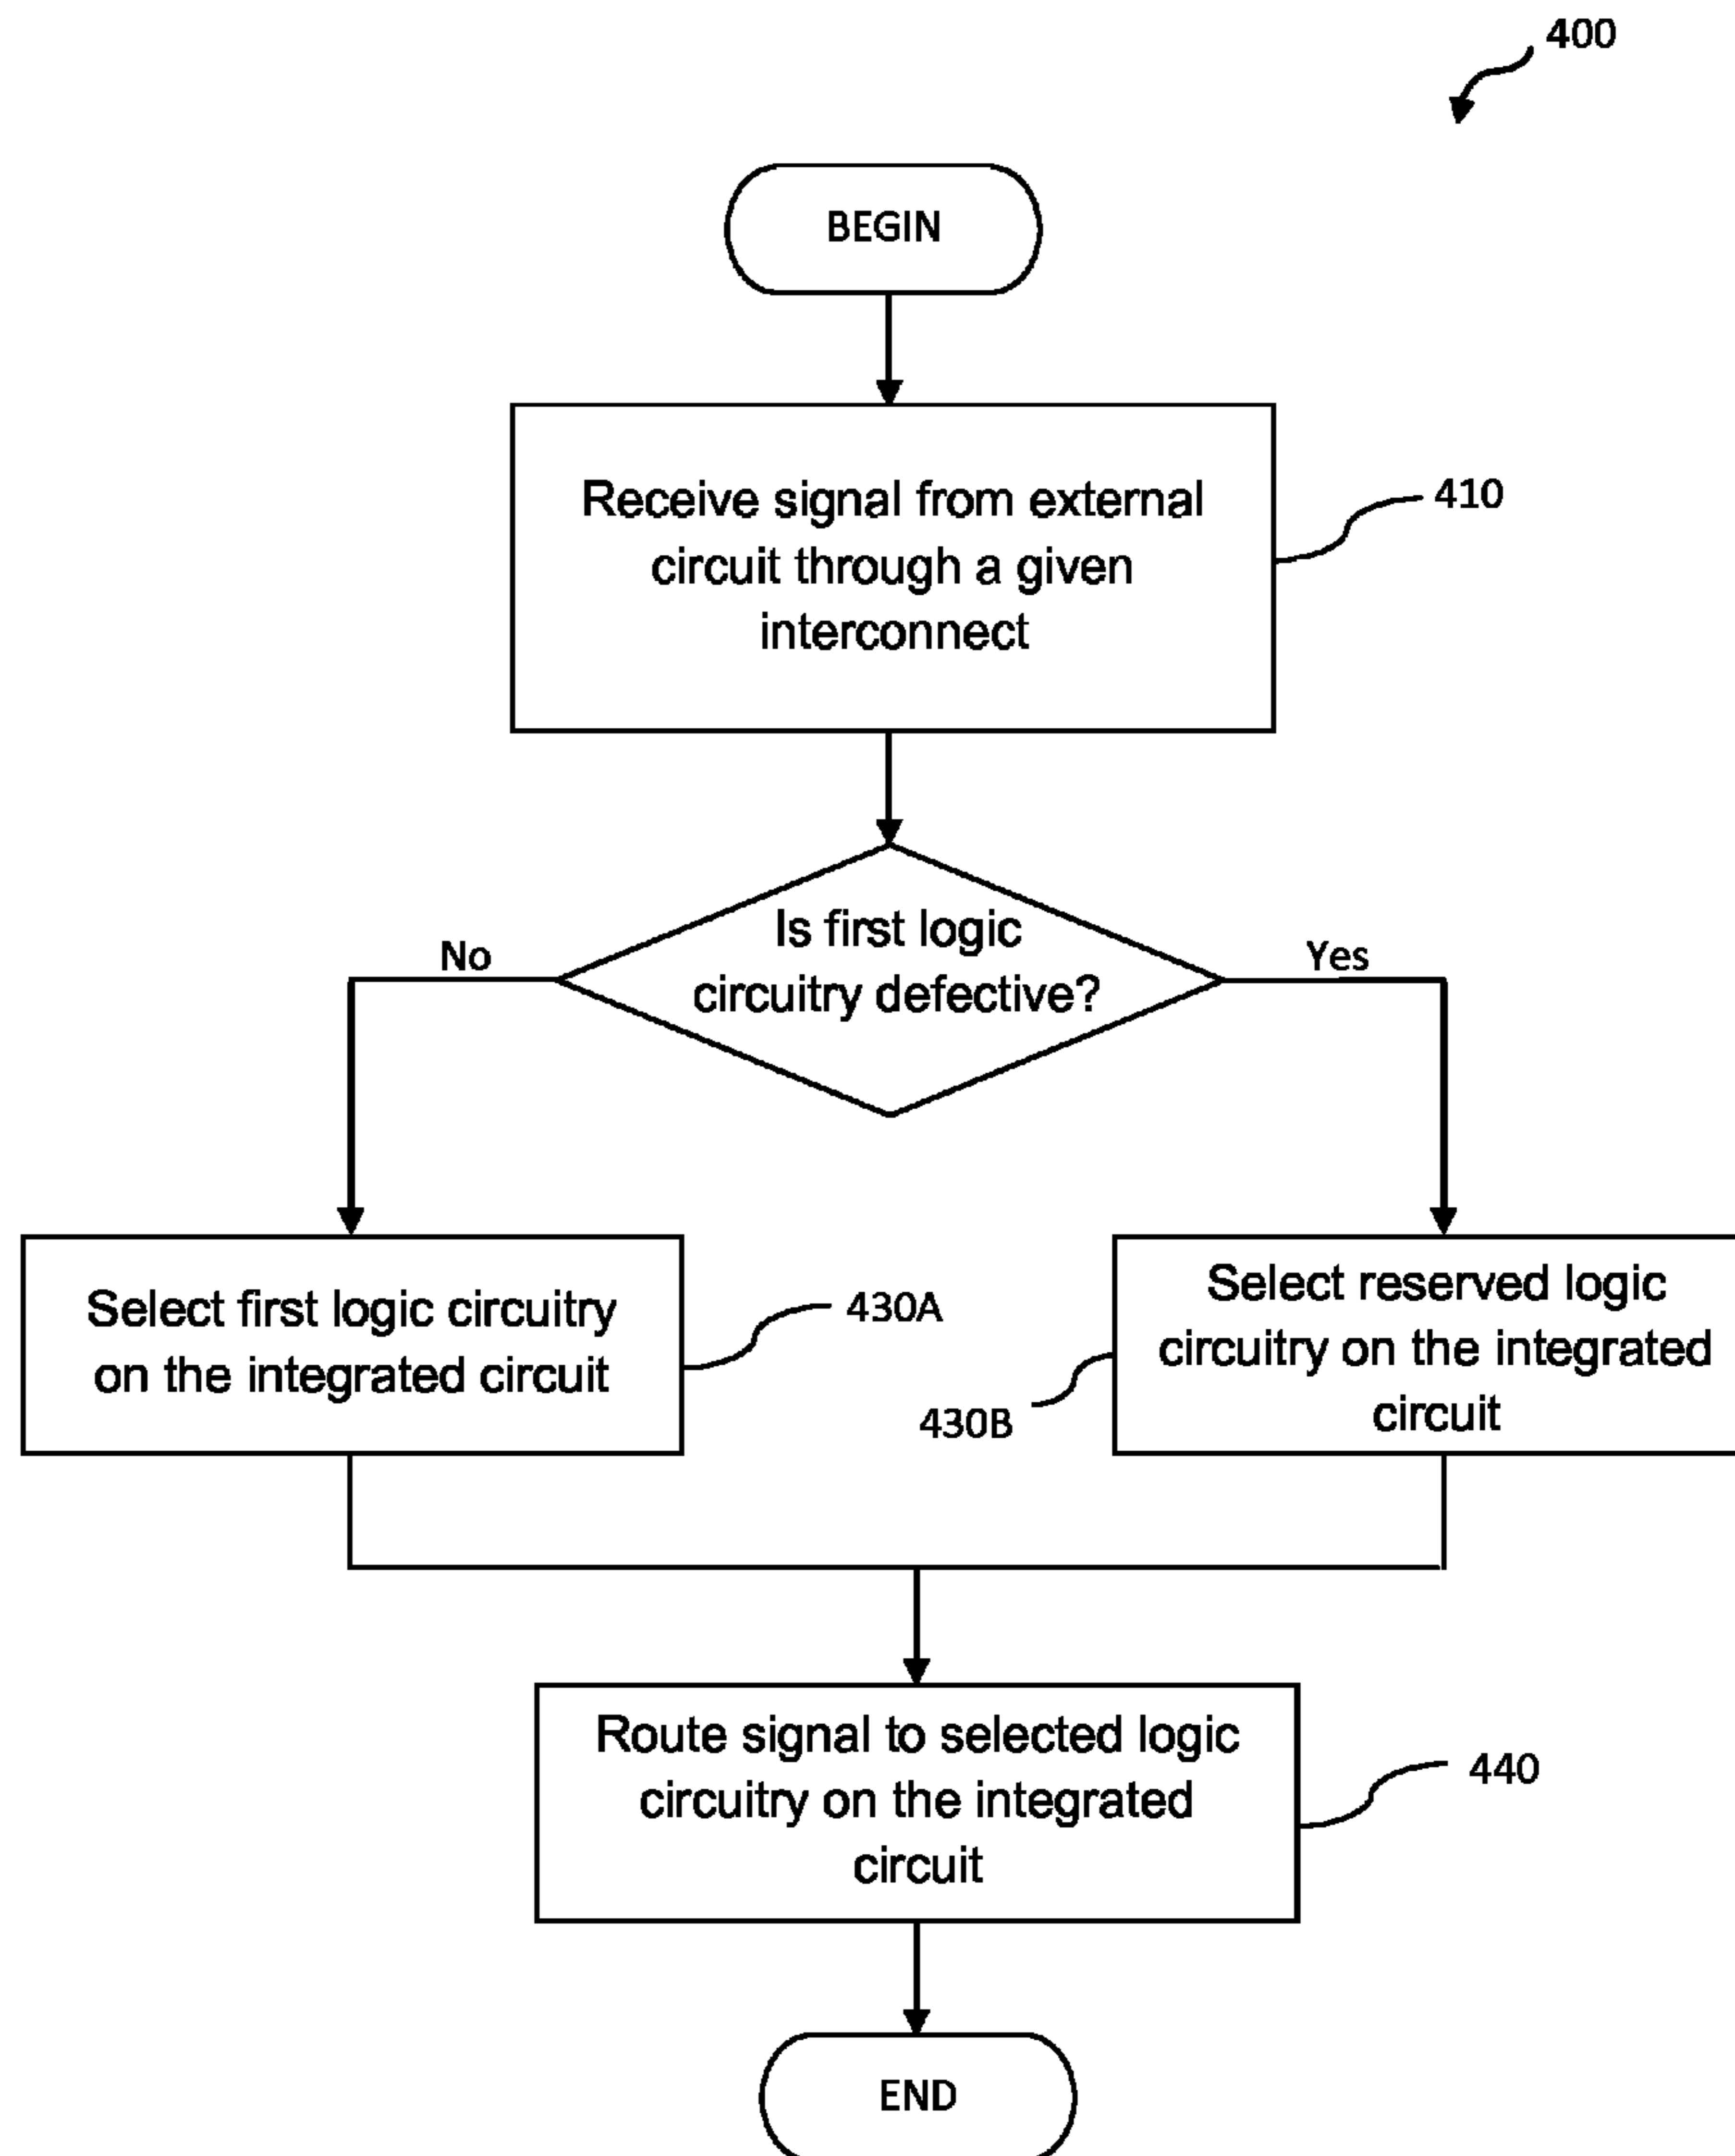 400
BEGIN
Receive signal from external
circuit through a given
interconnect
410
Is first logic
circuitry defective?
No
Yes
Select first logic circuitry
on the integrated circuit
430A
Select reserved logic
circuitry on the integrated
circuit
430B
Route signal to selected logic
circuitry on the integrated
circuit
440
END